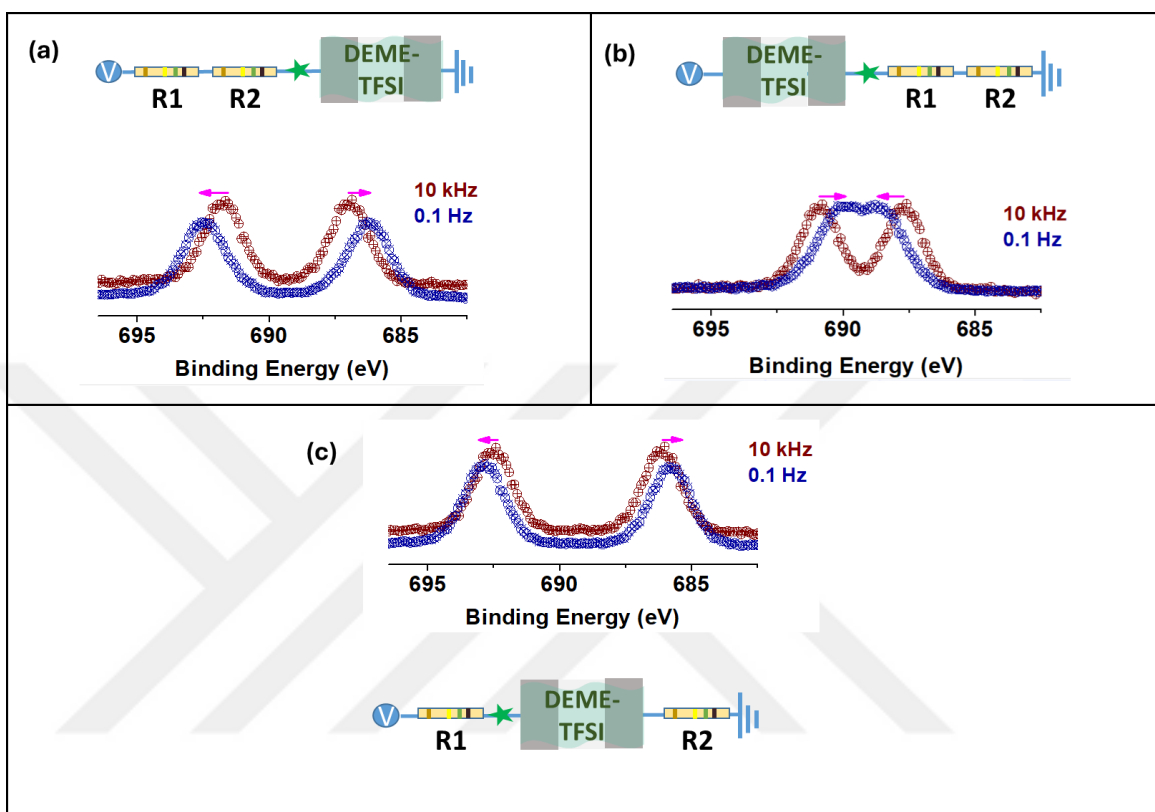 (a)
V
R1
R2
DEME-
TFSI
10 kHz
0.1 Hz
695
690
685
Binding Energy (eV)
(b)
V
DEME-
TFSI
R1
R2
10 kHz
0.1 Hz
695
690
685
Binding Energy (eV)
(c)
10 kHz
0.1 Hz
695
690
685
Binding Energy (eV)
V
R1
DEME-
TFSI
R2